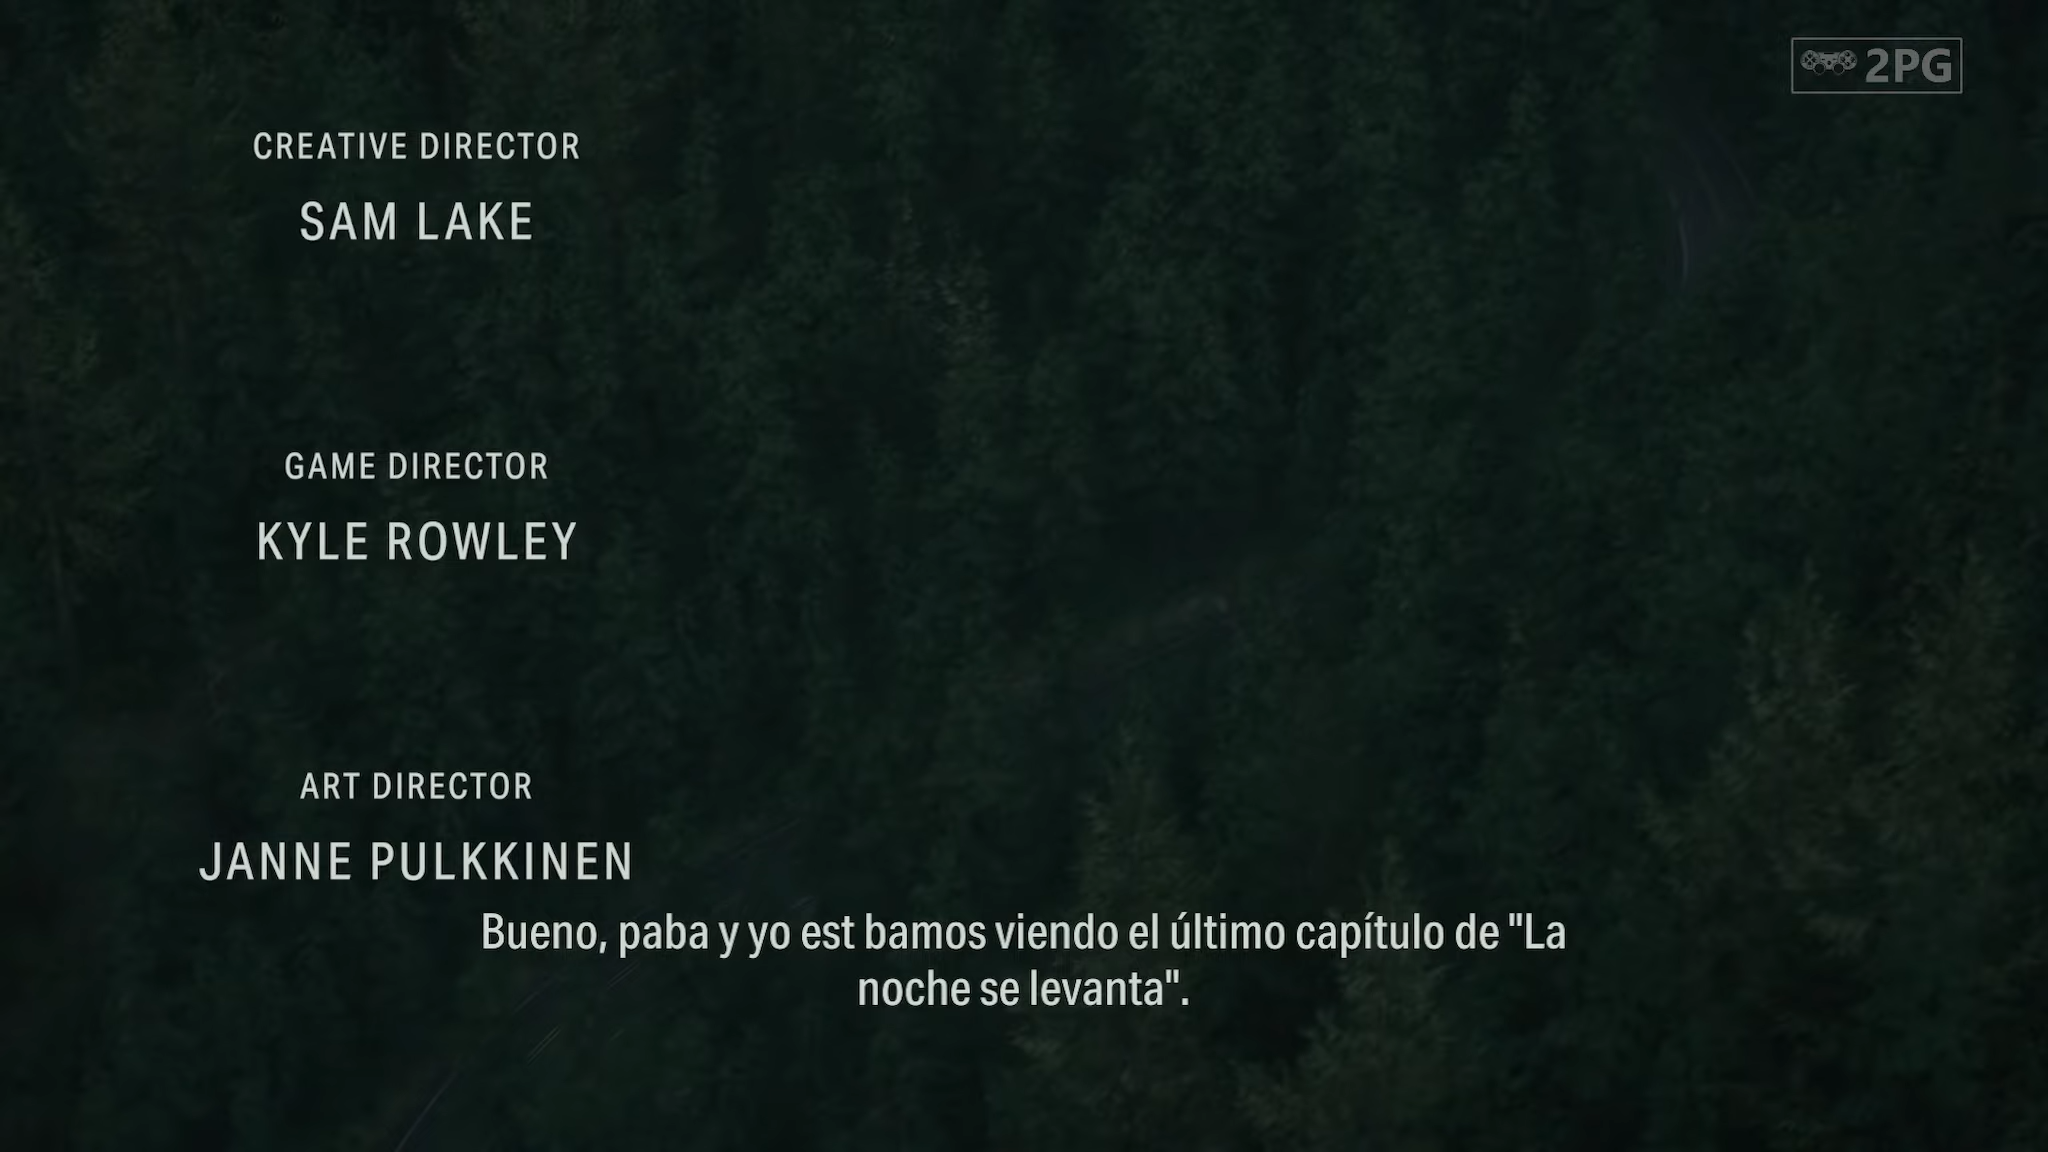 2PG
CREATIVE DIRECTOR
SAM LAKE
GAME DIRECTOR
KYLE ROWLEY
ART DIRECTOR
JANNE PULKKINEN
Bueno, paba y yo est bamos viendo el último capítulo de "La
noche se levanta".